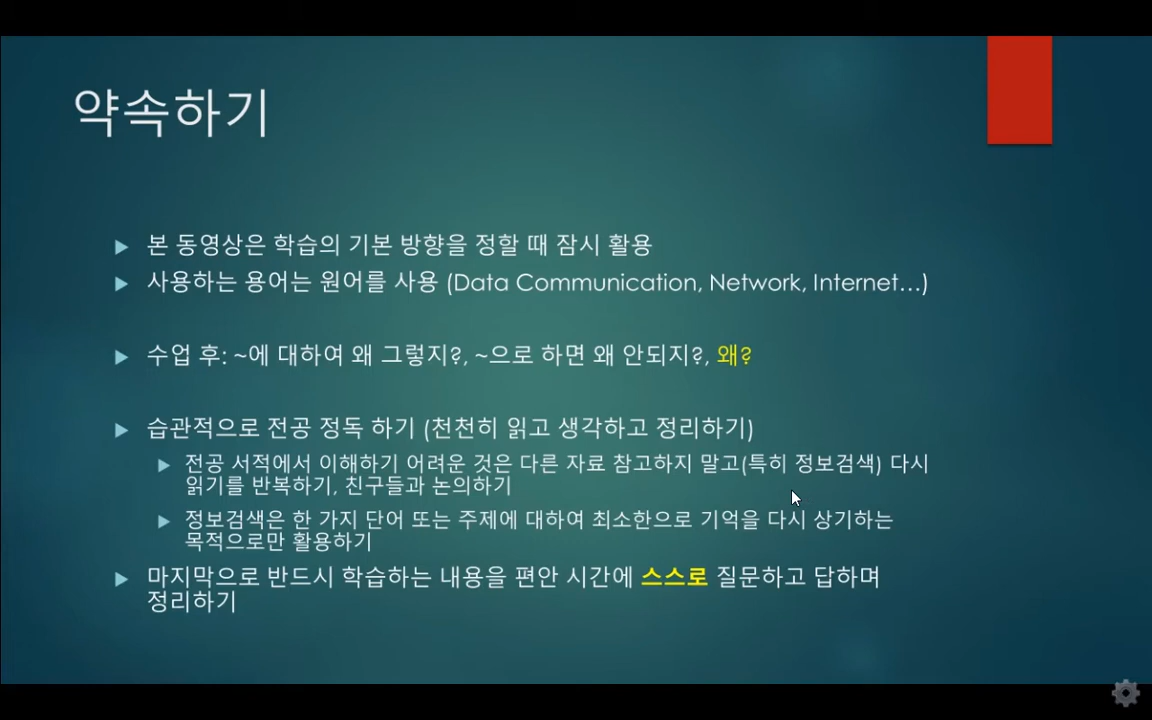 약속하기
본 동영상은 학습의 기본 방향을 정할 때 잠시 활용
사용하는 용어는 원어를 사용 (Data Communication, Network, Internet…)
수업 후: ~에 대하여 왜 그렇지?, ~으로 하면 왜 안되지?, 왜?
습관적으로 전공 정독 하기 (천천히 읽고 생각하고 정리하기)
전공 서적에서 이해하기 어려운 것은 다른 자료 참고하지 말고(특히 정보검색) 다시
읽기를 반복하기, 친구들과 논의하기
정보검색은 한 가지 단어 또는 주제에 대하여 최소한으로 기억을 다시 상기하는
목적으로만 활용하기
마지막으로 반드시 학습하는 내용을 편안 시간에 스스로 질문하고 답하며
정리하기